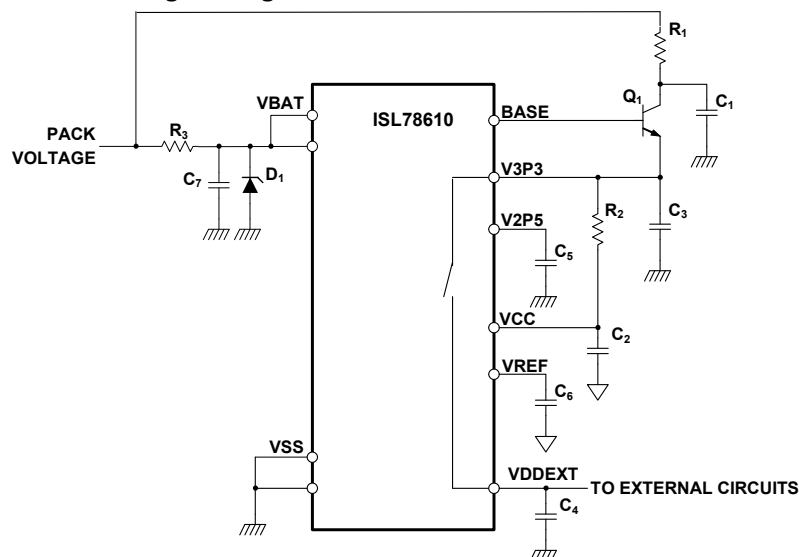 R1
Q1
C1
VBAT
ISL78610
BASE
PACK
VOLTAGE
R3
C7
D1
V3P3
R2
C3
V2P5
C5
VCC
C2
VREF
C6
VSS
VDDEXT
TO EXTERNAL CIRCUITS
C4